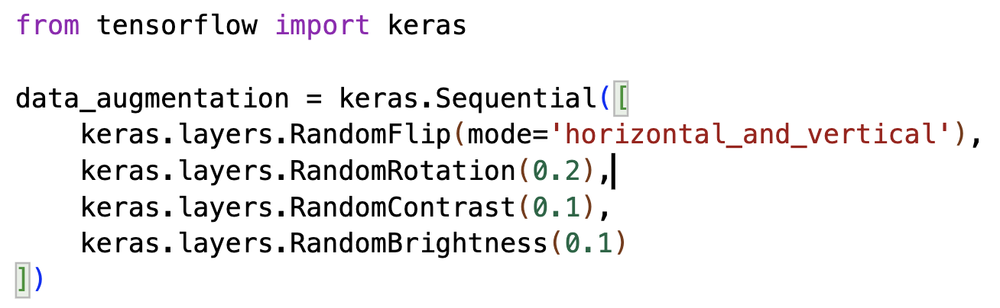 from tensorflow import keras
data_augmentation = keras.Sequential([
    keras.layers.RandomFlip(mode='horizontal_and_vertical'),
    keras.layers.RandomRotation(0.2),
    keras.layers.RandomContrast(0.1),
    keras.layers.RandomBrightness(0.1)
])